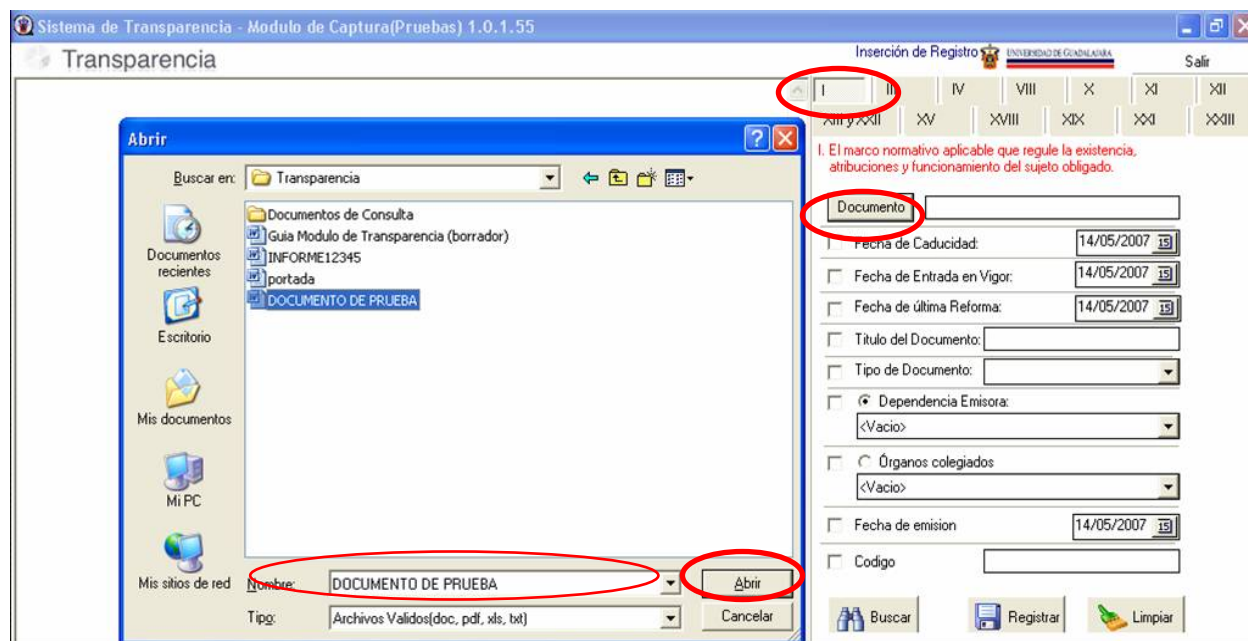 Sistema de Transparencia - Modulo de Captura(Pruebas) 1.0.1.55
Transparencia
Inserción de Registro
UNIVERSIDAD DE GUADALAJARA
Salir
I III IV VIII X XI XII
XIII y XXII XV XVIII XIX XXI XXIII
I. El marco normativo aplicable que regule la existencia,
atribuciones y funcionamiento del sujeto obligado.
Documento
Fecha de Caducidad: 14/05/2007
Fecha de Entrada en Vigor: 14/05/2007
Fecha de última Reforma: 14/05/2007
Titulo del Documento:
Tipo de Documento:
Dependencia Emisora:
<Vacio>
Órganos colegiados
<Vacio>
Fecha de emision 14/05/2007
Codigo
Buscar Registrar Limpiar
Abrir
Buscar en: Transparencia
Documentos recientes
Escritorio
Mis documentos
Mi PC
Mis sitios de red
Documentos de Consulta
Guia Modulo de Transparencia (borrador)
INFORME12345
portada
DOCUMENTO DE PRUEBA
Nombre: DOCUMENTO DE PRUEBA Abrir
Tipo: Archivos Validos(doc, pdf, xls, txt) Cancelar